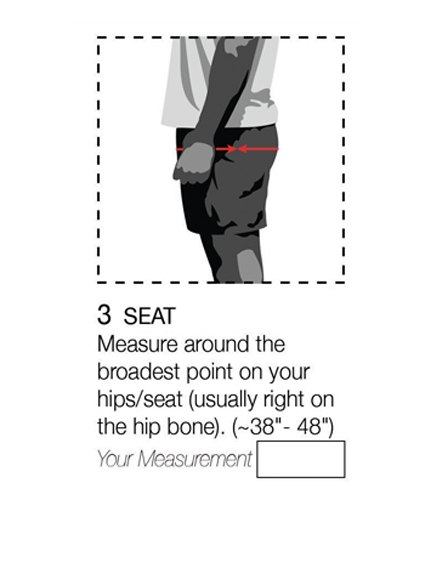 3 SEAT
Measure around the
broadest point on your
hips/seat (usually right on
the hip bone). (~38"- 48")
Your Measurement